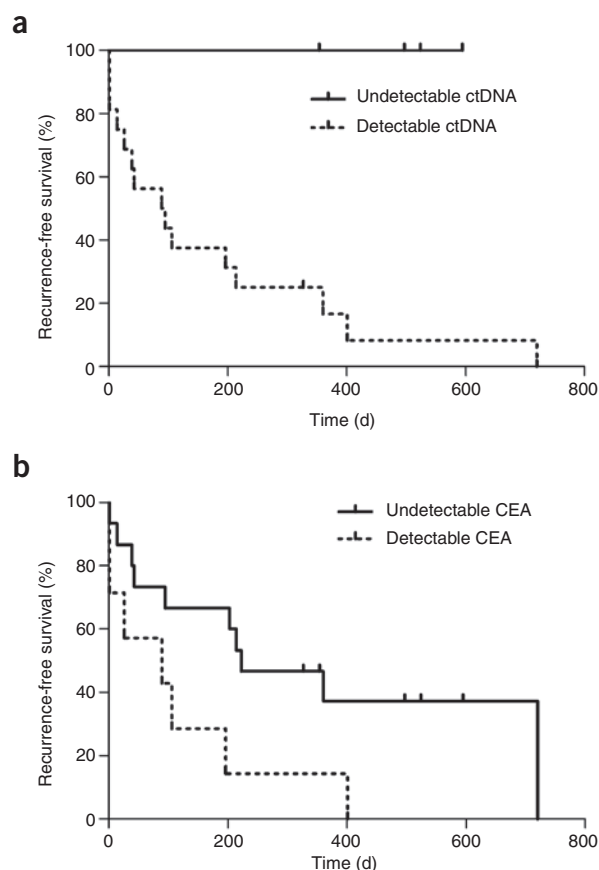 a
100
80
60
40
20
0
Recurrence-free survival (%)
Undetectable ctDNA
Detectable ctDNA
0 200 400 600 800
Time (d)
b
100
80
60
40
20
0
Recurrence-free survival (%)
Undetectable CEA
Detectable CEA
0 200 400 600 800
Time (d)